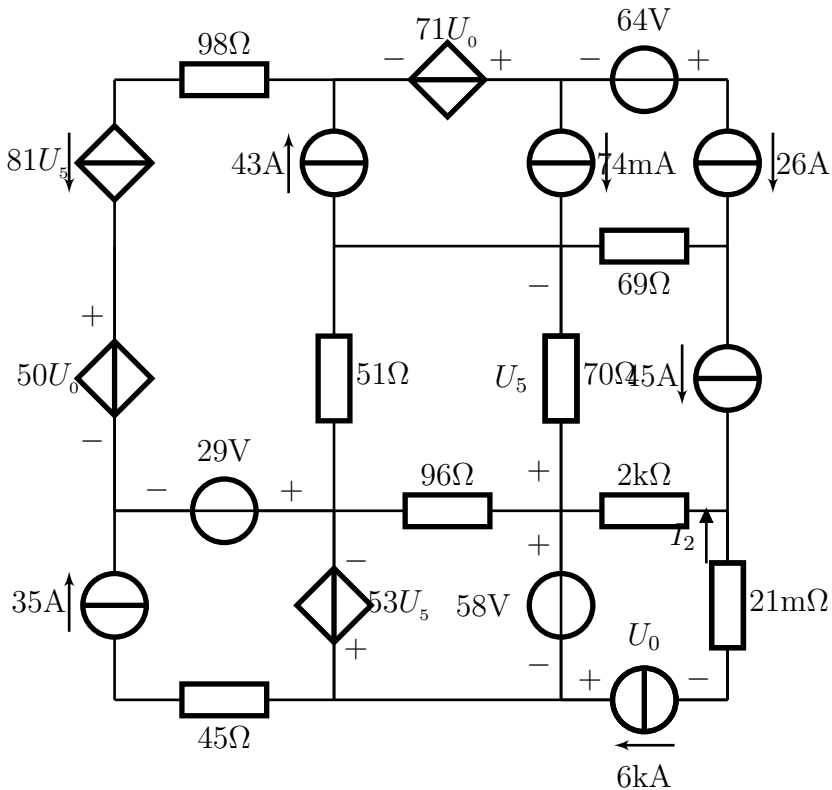 71U₀
64V
98Ω
− +
− +
81U₅
43A
74mA
26A
−
69Ω
+
50U₀
51Ω
U₅
70Ω
45A
−
29V
− +
96Ω
+
2kΩ
I₂
− +
35A
53U₅
58V
21mΩ
+
−
U₀
+ −
45Ω
6kA